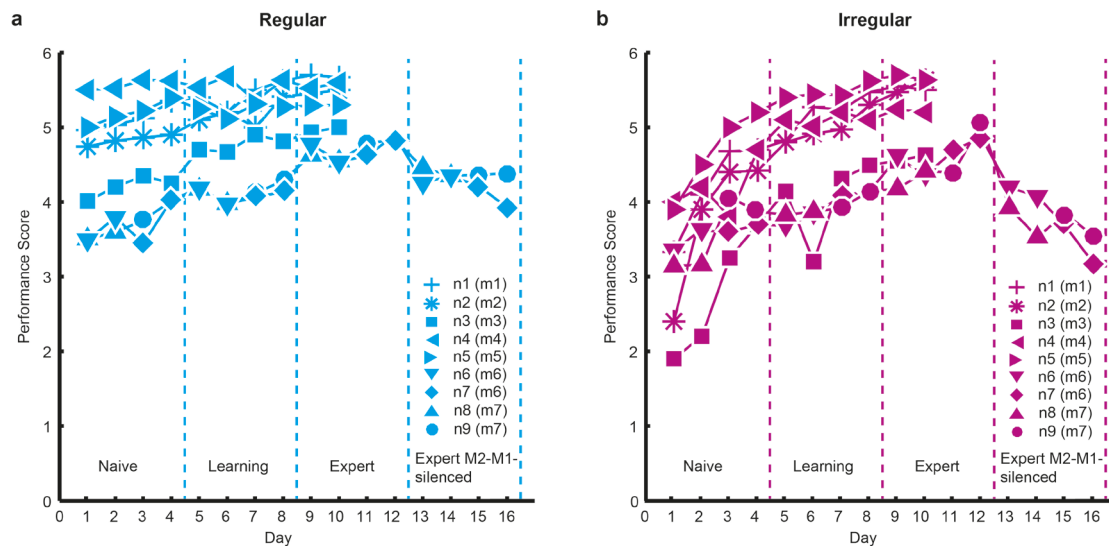 a
Regular
6
5
4
3
2
1
0
Performance Score
n1 (m1)
n2 (m2)
n3 (m3)
n4 (m4)
n5 (m5)
n6 (m6)
n7 (m6)
n8 (m7)
n9 (m7)
Naive
Learning
Expert
Expert M2-M1-
silenced
0 1 2 3 4 5 6 7 8 9 10 11 12 13 14 15 16
Day
b
Irregular
6
5
4
3
2
1
0
Performance Score
n1 (m1)
n2 (m2)
n3 (m3)
n4 (m4)
n5 (m5)
n6 (m6)
n7 (m6)
n8 (m7)
n9 (m7)
Naive
Learning
Expert
Expert M2-M1-
silenced
0 1 2 3 4 5 6 7 8 9 10 11 12 13 14 15 16
Day